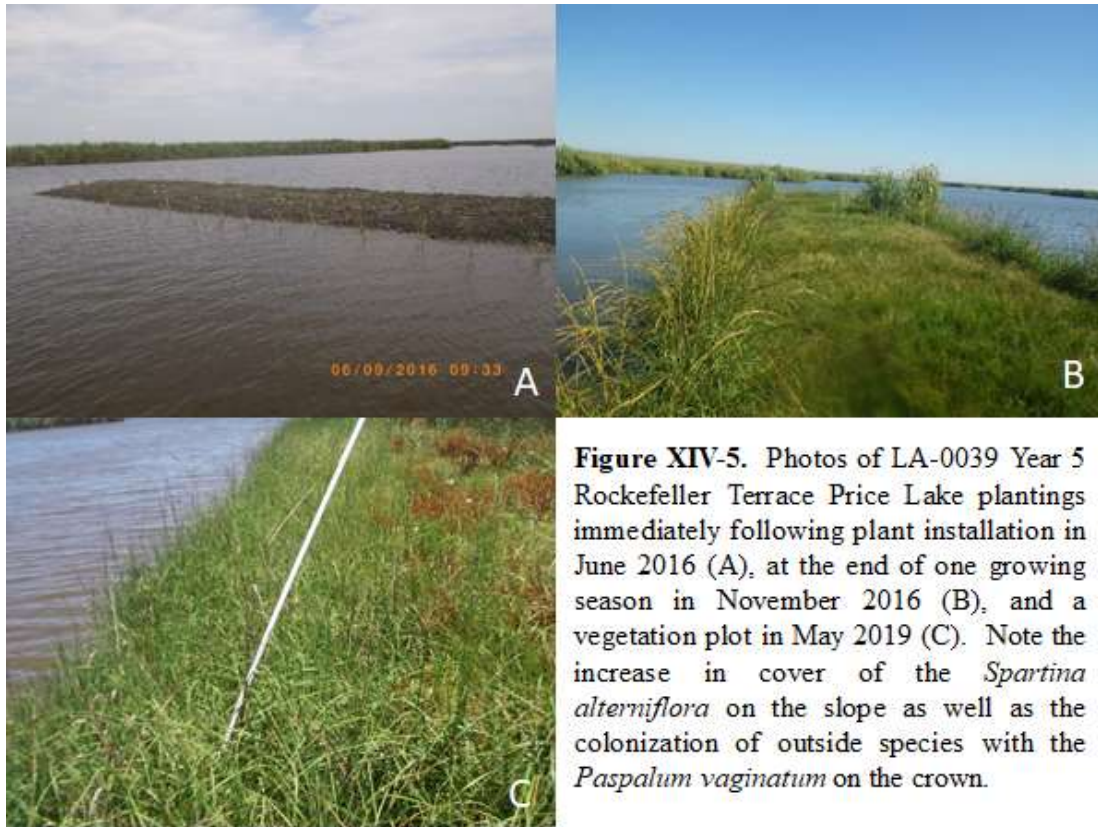 06/09/2016 09:33
A
B
C
Figure XIV-5. Photos of LA-0039 Year 5
Rockefeller Terrace Price Lake plantings
immediately following plant installation in
June 2016 (A), at the end of one growing
season in November 2016 (B), and a
vegetation plot in May 2019 (C). Note the
increase in cover of the Spartina
alterniflora on the slope as well as the
colonization of outside species with the
Paspalum vaginatum on the crown.